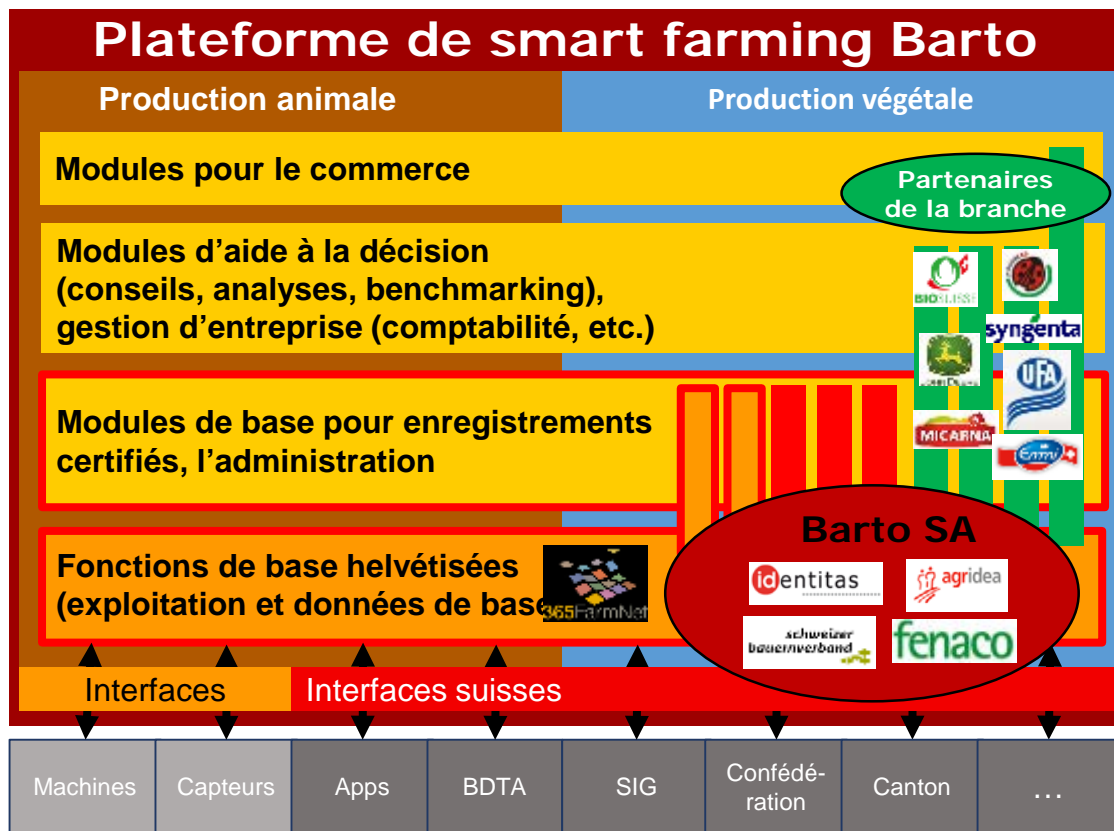 Plateforme de smart farming Barto
Production animale
Production végétale
Modules pour le commerce
Partenaires
de la branche
Modules d’aide à la décision
(conseils, analyses, benchmarking),
gestion d’entreprise (comptabilité, etc.)
BIOSUISSE
syngenta
John Deere
UFA
Modules de base pour enregistrements
certifiés, l’administration
MICARNA
Emmi
Barto SA
Fonctions de base helvétisées
(exploitation et données de base
365FarmNet
identitas
agridea
schweizer
bauernverband
fenaco
Interfaces
Interfaces suisses
Machines
Capteurs
Apps
BDTA
SIG
Confédé-
ration
Canton
...